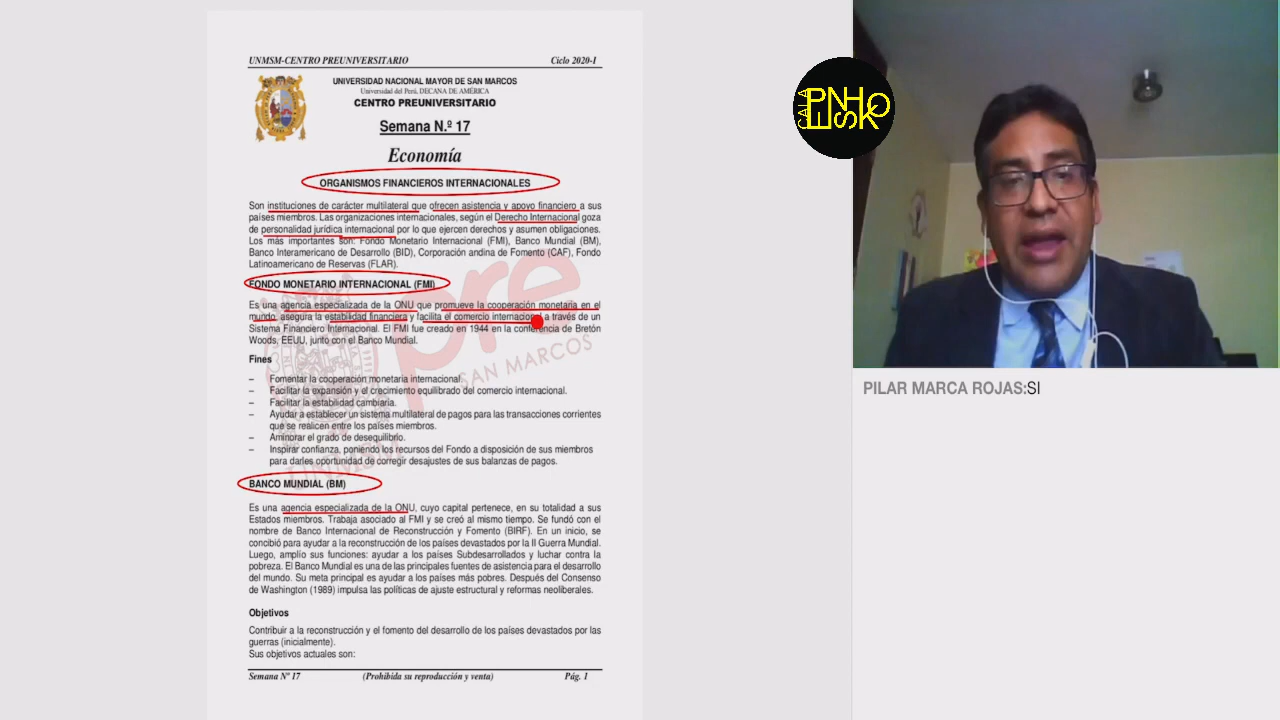 UNMSM-CENTRO PREUNIVERSITARIO Ciclo 2020-I
UNIVERSIDAD NACIONAL MAYOR DE SAN MARCOS
Universidad del Perú. DECANA DE AMÉRICA
CENTRO PREUNIVERSITARIO
Semana N.º 17
Economía
ORGANISMOS FINANCIEROS INTERNACIONALES
Son instituciones de carácter multilateral que ofrecen asistencia y apoyo financiero a sus
países miembros. Las organizaciones internacionales, según el Derecho Internacional goza
de personalidad jurídica internacional por lo que ejercen derechos y asumen obligaciones.
Los más importantes son: Fondo Monetario Internacional (FMI), Banco Mundial (BM),
Banco Interamericano de Desarrollo (BID), Corporación andina de Fomento (CAF), Fondo
Latinoamericano de Reservas (FLAR).
FONDO MONETARIO INTERNACIONAL (FMI)
Es una agencia especializada de la ONU que promueve la cooperación monetaria en el
mundo, asegura la estabilidad financiera y facilita el comercio internacional a través de un
Sistema Financiero Internacional. El FMI fue creado en 1944 en la conferencia de Bretón
Woods, EEUU, junto con el Banco Mundial.
Fines
– Fomentar la cooperación monetaria internacional.
– Facilitar la expansión y el crecimiento equilibrado del comercio internacional.
– Facilitar la estabilidad cambiaria.
– Ayudar a establecer un sistema multilateral de pagos para las transacciones corrientes
que se realicen entre los países miembros.
– Aminorar el grado de desequilibrio.
– Inspirar confianza, poniendo los recursos del Fondo a disposición de sus miembros
para darles oportunidad de corregir desajustes de sus balanzas de pagos.
BANCO MUNDIAL (BM)
Es una agencia especializada de la ONU, cuyo capital pertenece, en su totalidad a sus
Estados miembros. Trabaja asociado al FMI y se creó al mismo tiempo. Se fundó con el
nombre de Banco Internacional de Reconstrucción y Fomento (BIRF). En un inicio, se
concibió para ayudar a la reconstrucción de los países devastados por la II Guerra Mundial.
Luego, amplío sus funciones: ayudar a los países Subdesarrollados y luchar contra la
pobreza. El Banco Mundial es una de las principales fuentes de asistencia para el desarrollo
del mundo. Su meta principal es ayudar a los países más pobres. Después del Consenso
de Washington (1989) impulsa las políticas de ajuste estructural y reformas neoliberales.
Objetivos
Contribuir a la reconstrucción y el fomento del desarrollo de los países devastados por las
guerras (inicialmente).
Sus objetivos actuales son:
Semana Nº 17 (Prohibida su reproducción y venta) Pág. 1
pre
SAN MARCOS
UNMSM
PILAR MARCA ROJAS:SI